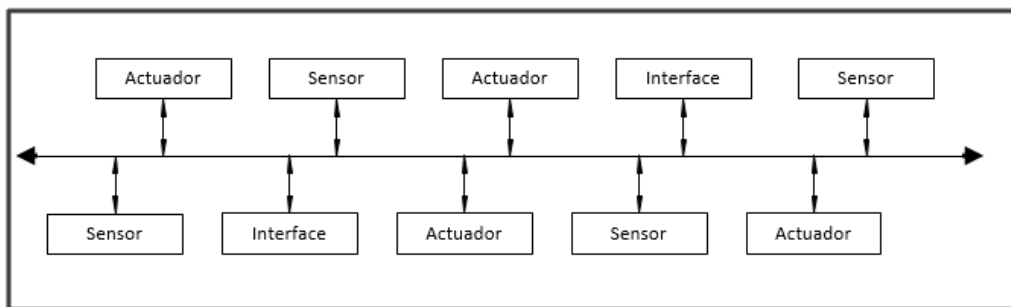 Actuador
Sensor
Actuador
Interface
Sensor
Sensor
Interface
Actuador
Sensor
Actuador